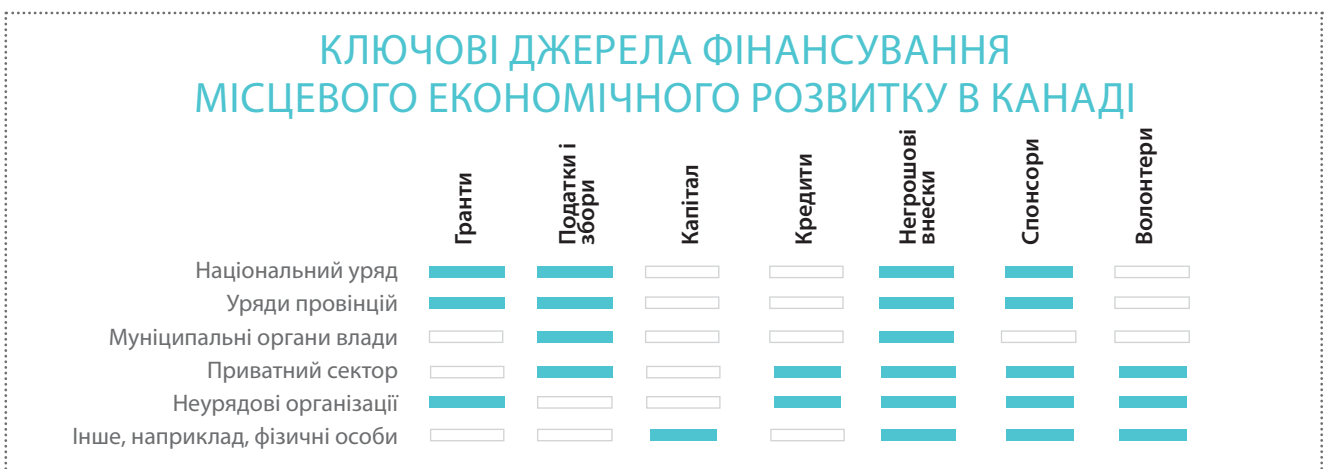 КЛЮЧОВІ ДЖЕРЕЛА ФІНАНСУВАННЯ
МІСЦЕВОГО ЕКОНОМІЧНОГО РОЗВИТКУ В КАНАДІ
Гранти
Податки і
збори
Капітал
Кредити
Негрошові
внески
Спонсори
Волонтери
Національний уряд
Уряди провінцій
Муніципальні органи влади
Приватний сектор
Неурядові організації
Інше, наприклад, фізичні особи